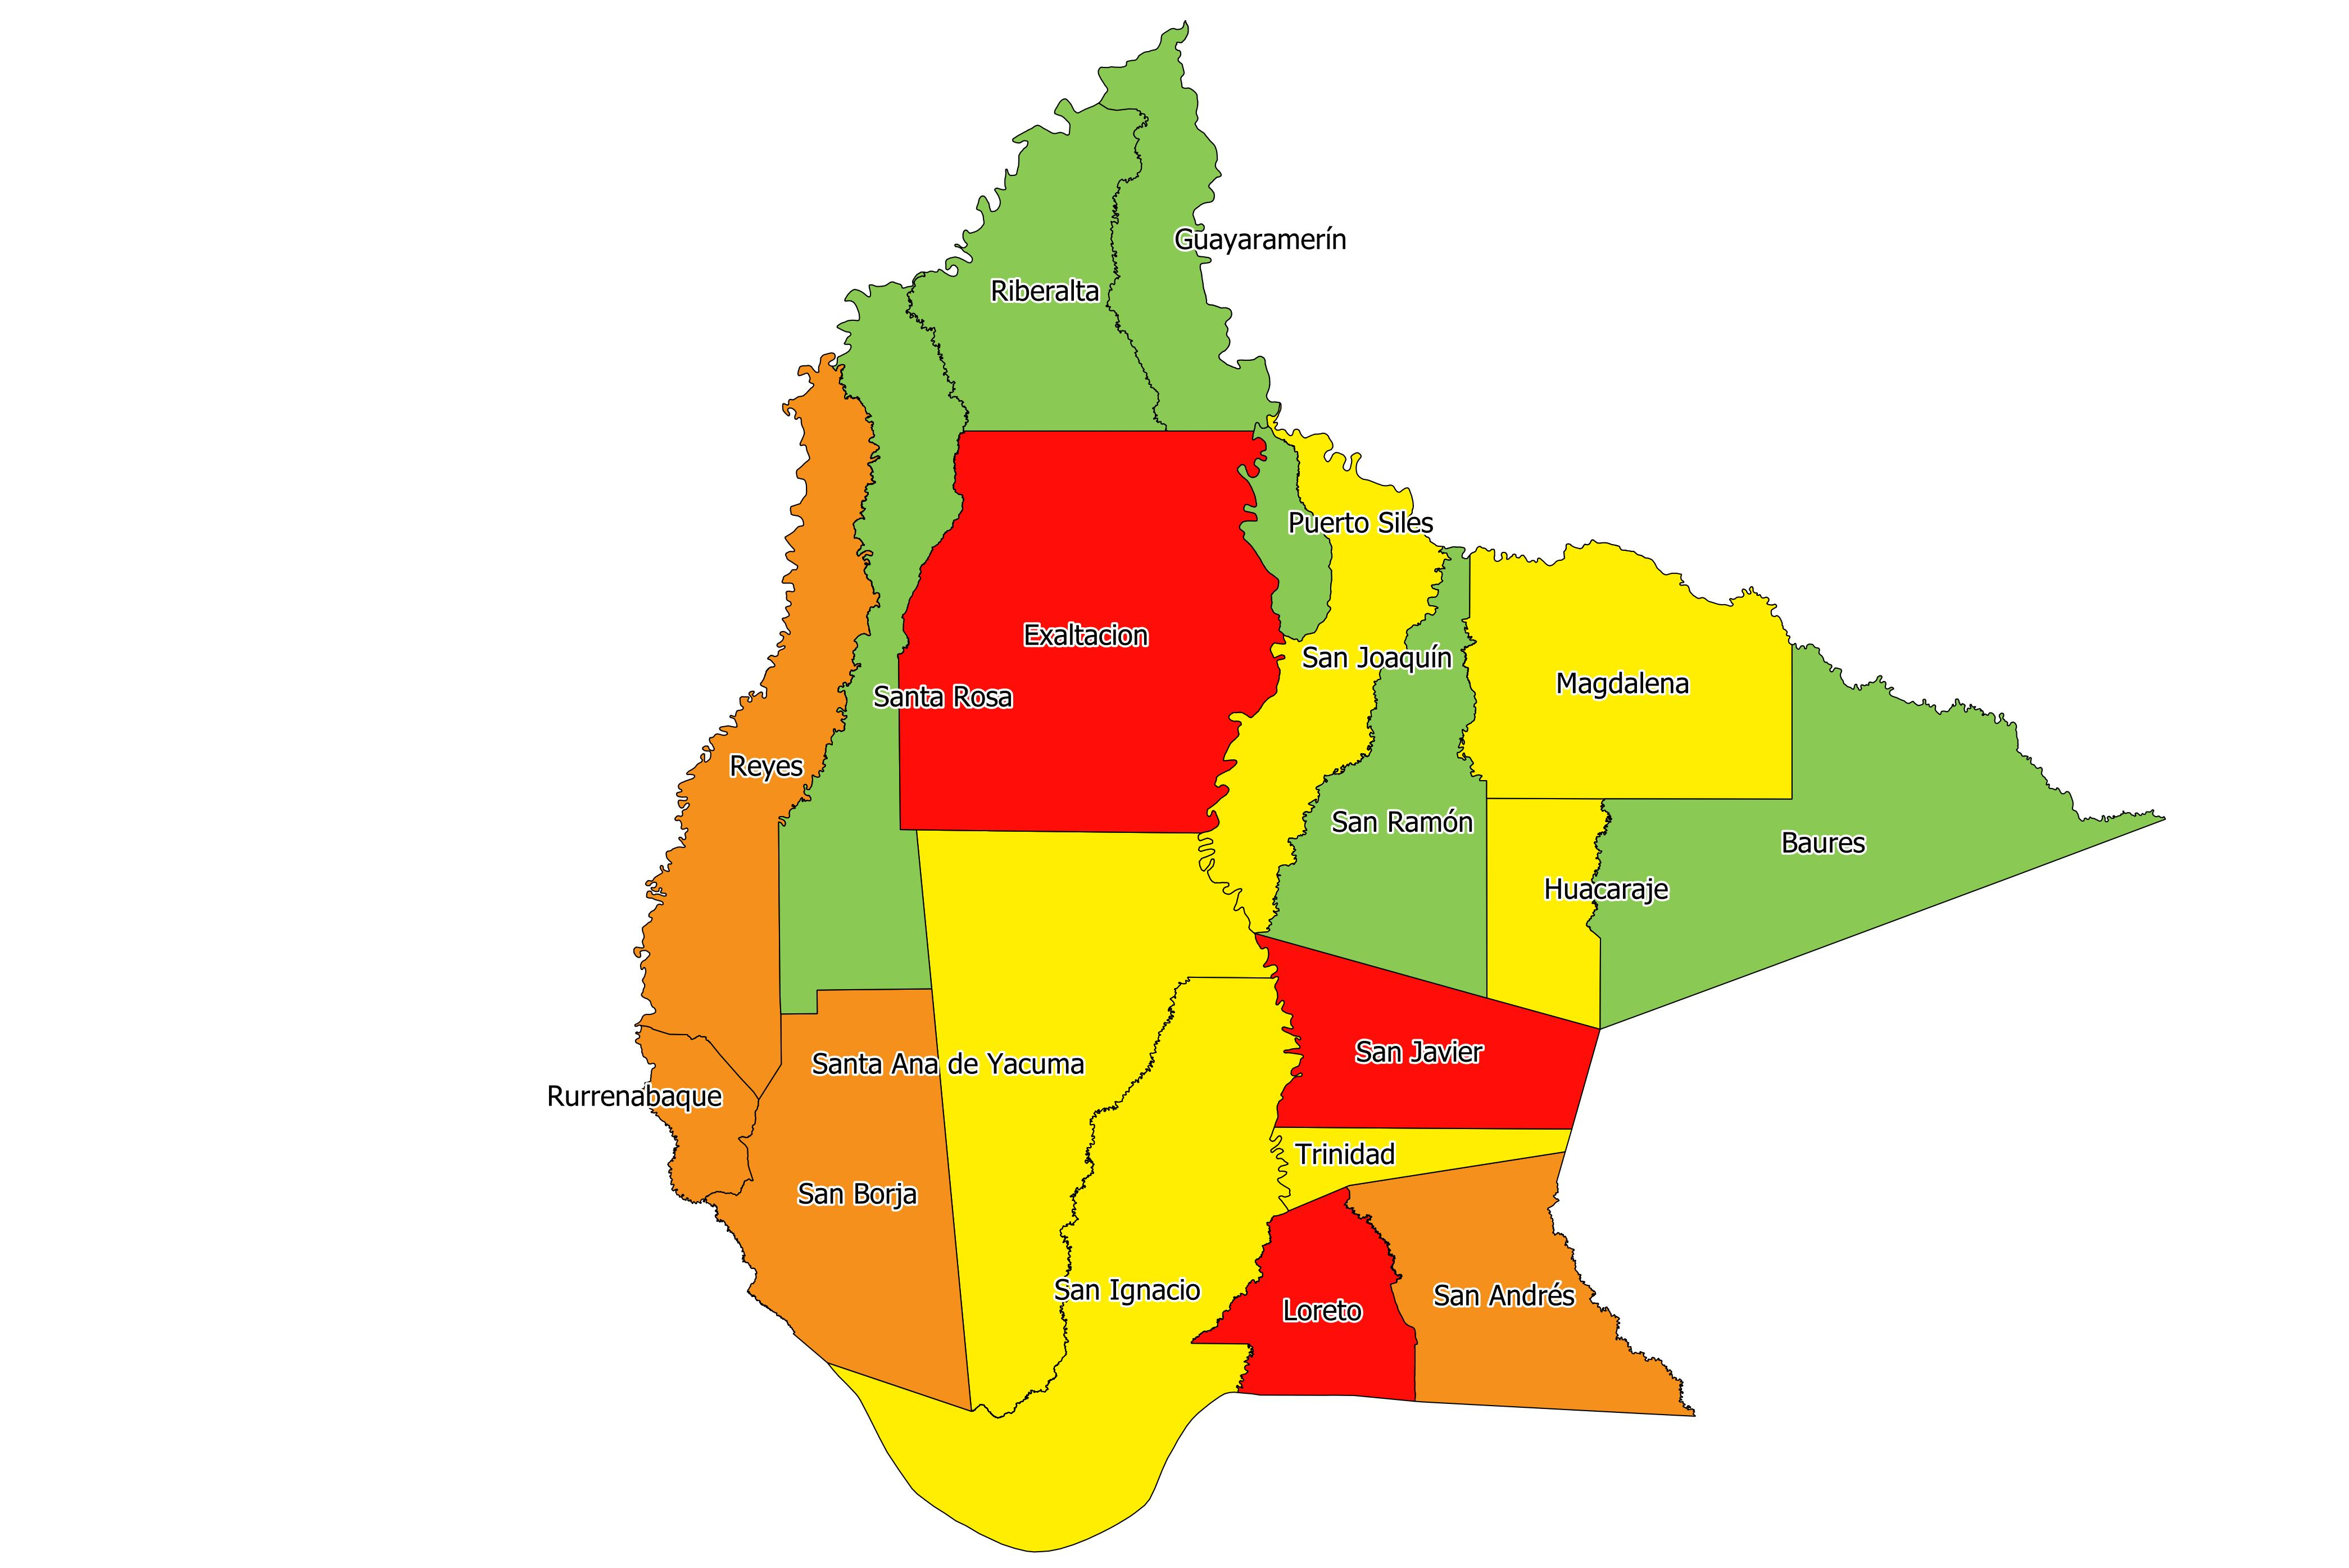 Guayaramerín
Riberalta
Puerto Siles
Exaltacion
San Joaquín
Magdalena
Santa Rosa
Reyes
San Ramón
Baures
Huacaraje
San Javier
Santa Ana de Yacuma
Rurrenabaque
Trinidad
San Borja
San Ignacio
San Andrés
Loreto